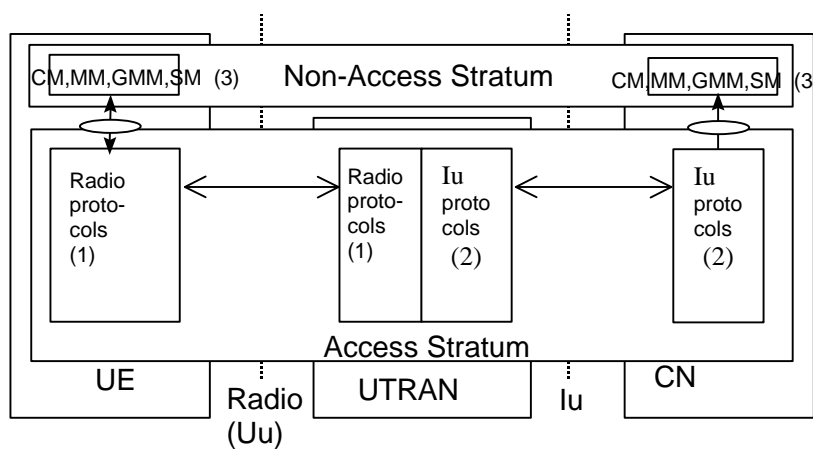 CM,MM,GMM,SM (3)
Non-Access Stratum
CM,MM,GMM,SM (3
Radio
proto-
cols
(1)
Radio
proto-
cols
(1)
Iu
proto
cols
(2)
Iu
proto
cols
(2)
Access Stratum
UE
Radio
(Uu)
UTRAN
Iu
CN